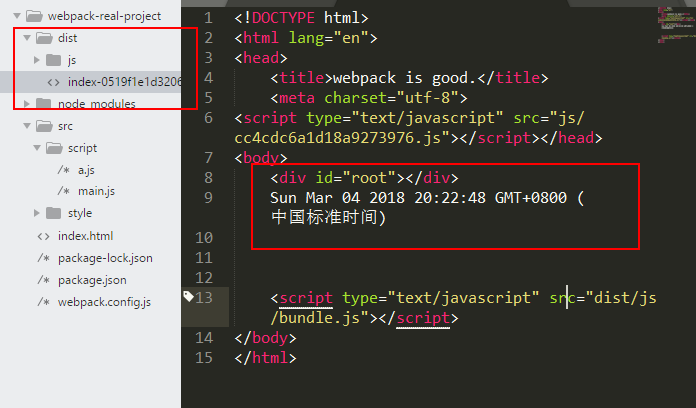 webpack-real-project
dist
js
index-0519f1e1d3206
node_modules
src
script
a.js
main.js
style
index.html
package-lock.json
package.json
webpack.config.js
1 <!DOCTYPE html>
2 <html lang="en">
3 <head>
4 <title>webpack is good.</title>
5 <meta charset="utf-8">
6 <script type="text/javascript" src="js/
cc4cdc6a1d18a9273976.js"></script></head>
7 <body>
8 <div id="root"></div>
9 Sun Mar 04 2018 20:22:48 GMT+0800 (
中国标准时间)
10
11
12
13 <script type="text/javascript" src="dist/js
/bundle.js"></script>
14 </body>
15 </html>